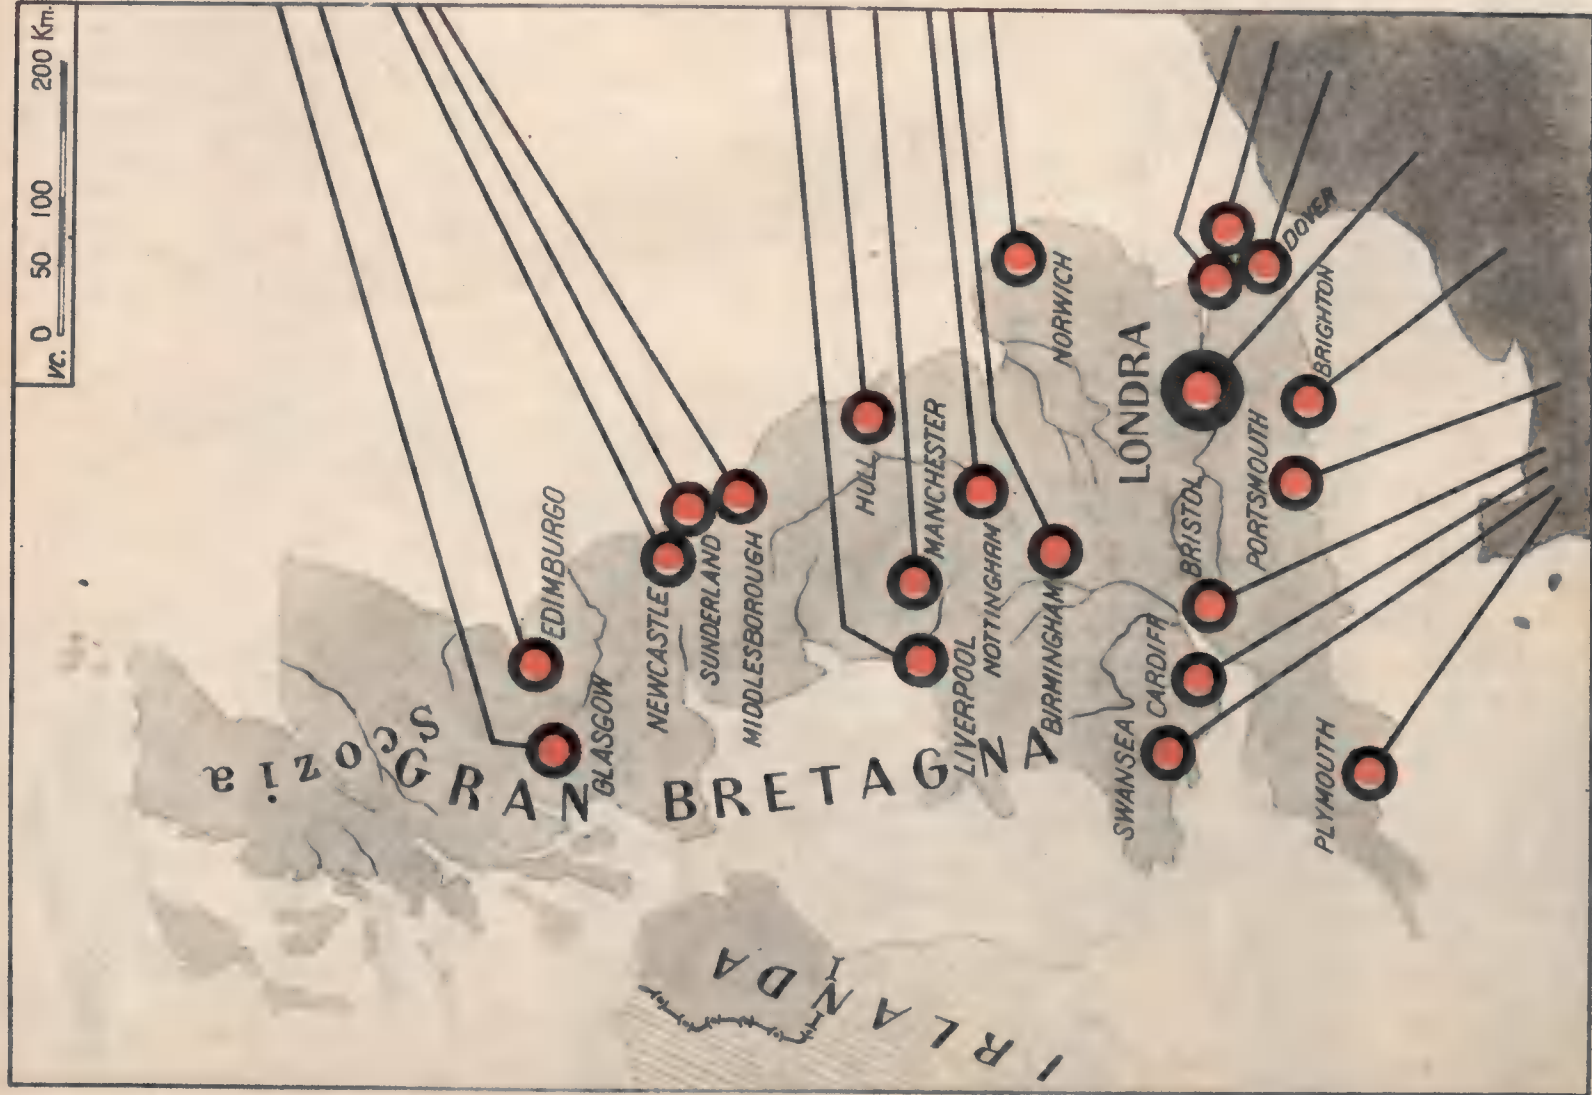 vc. 0 50 100 200 Km.
Scozia
GRAN BRETAGNA
IRLANDA
EDIMBURGO
BLASGOW
NEWCASTLE
SUNDERLAND
MIDDLESBOROUGH
HULL
MANCHESTER
LIVERPOOL
NOTTINGHAM
BIRMINGHAM
NORWICH
LONDRA
DOVER
BRIGHTON
PORTSMOUTH
BRISTOL
CARDIFF
SWANSEA
PLYMOUTH